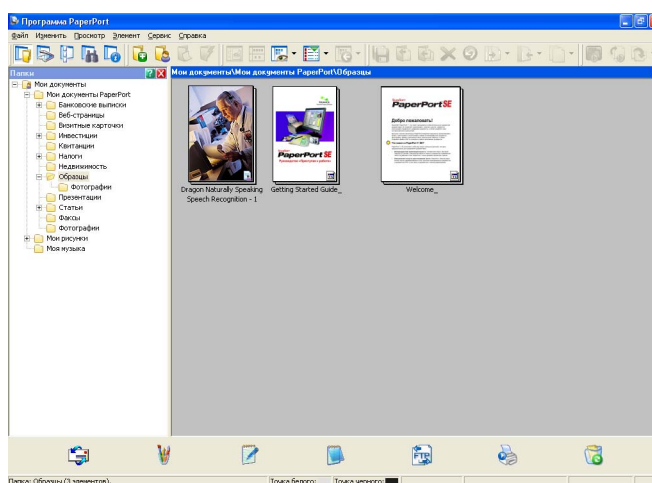 Программа PaperPort
Файл Изменить Просмотр Элемент Сервис Справка
Папки
Мои документы\Мои документы PaperPort\Образцы
Мои документы
Мои документы PaperPort
Банковские выписки
Веб-страницы
Визитные карточки
Инвестиции
Квитанции
Налоги
Недвижимость
Образцы
Фотографии
Презентации
Статьи
Факсы
Фотографии
Мои рисунки
Моя музыка
PaperPort SE
Dragon Naturally Speaking
Speech Recognition - 1
Getting Started Guide_
PaperPort SE
Добро пожаловать!
Welcome_
FTP
Папка: Образцы (3 элементов).
Точка белого:
Точка черного: